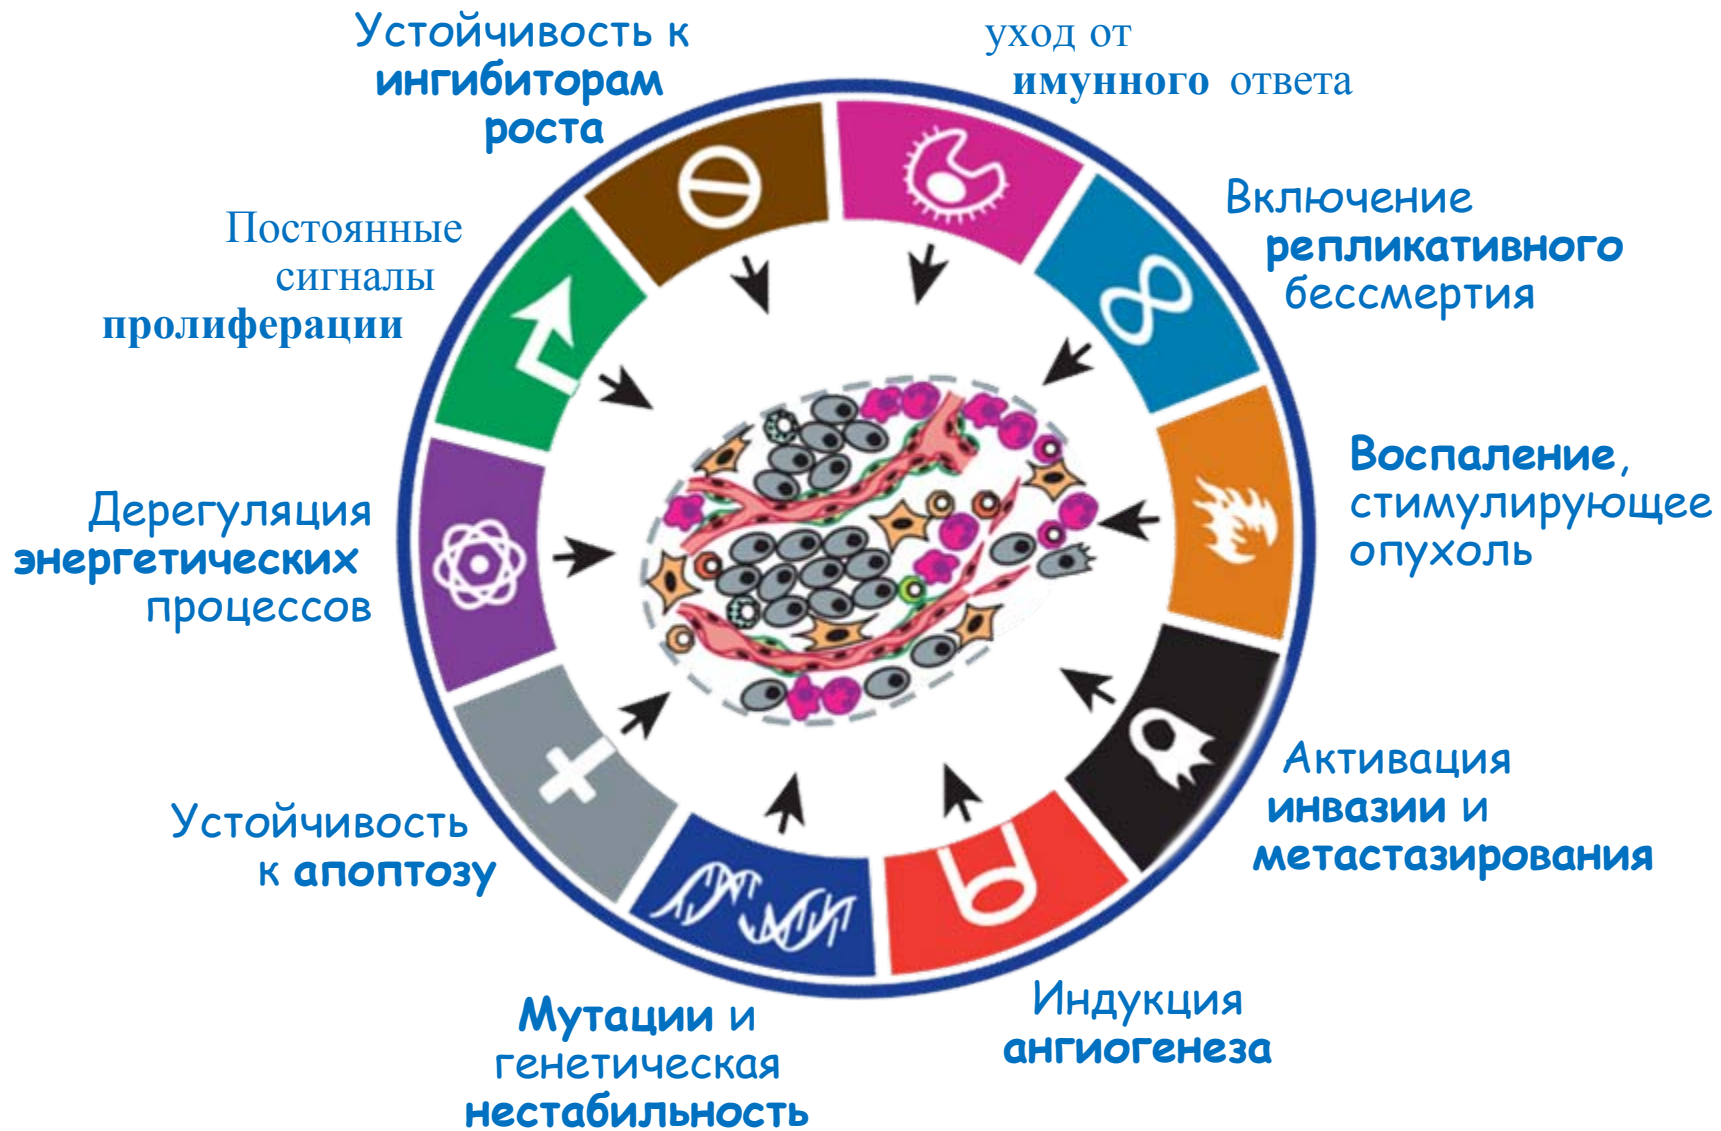 Устойчивость к
ингибиторам
роста
уход от
имунного ответа
Включение
репликативного
бессмертия
Постоянные
сигналы
пролиферации
Воспаление,
стимулирующее
опухоль
Дерегуляция
энергетических
процессов
Активация
инвазии и
метастазирования
Устойчивость
к апоптозу
Индукция
ангиогенеза
Мутации и
генетическая
нестабильность